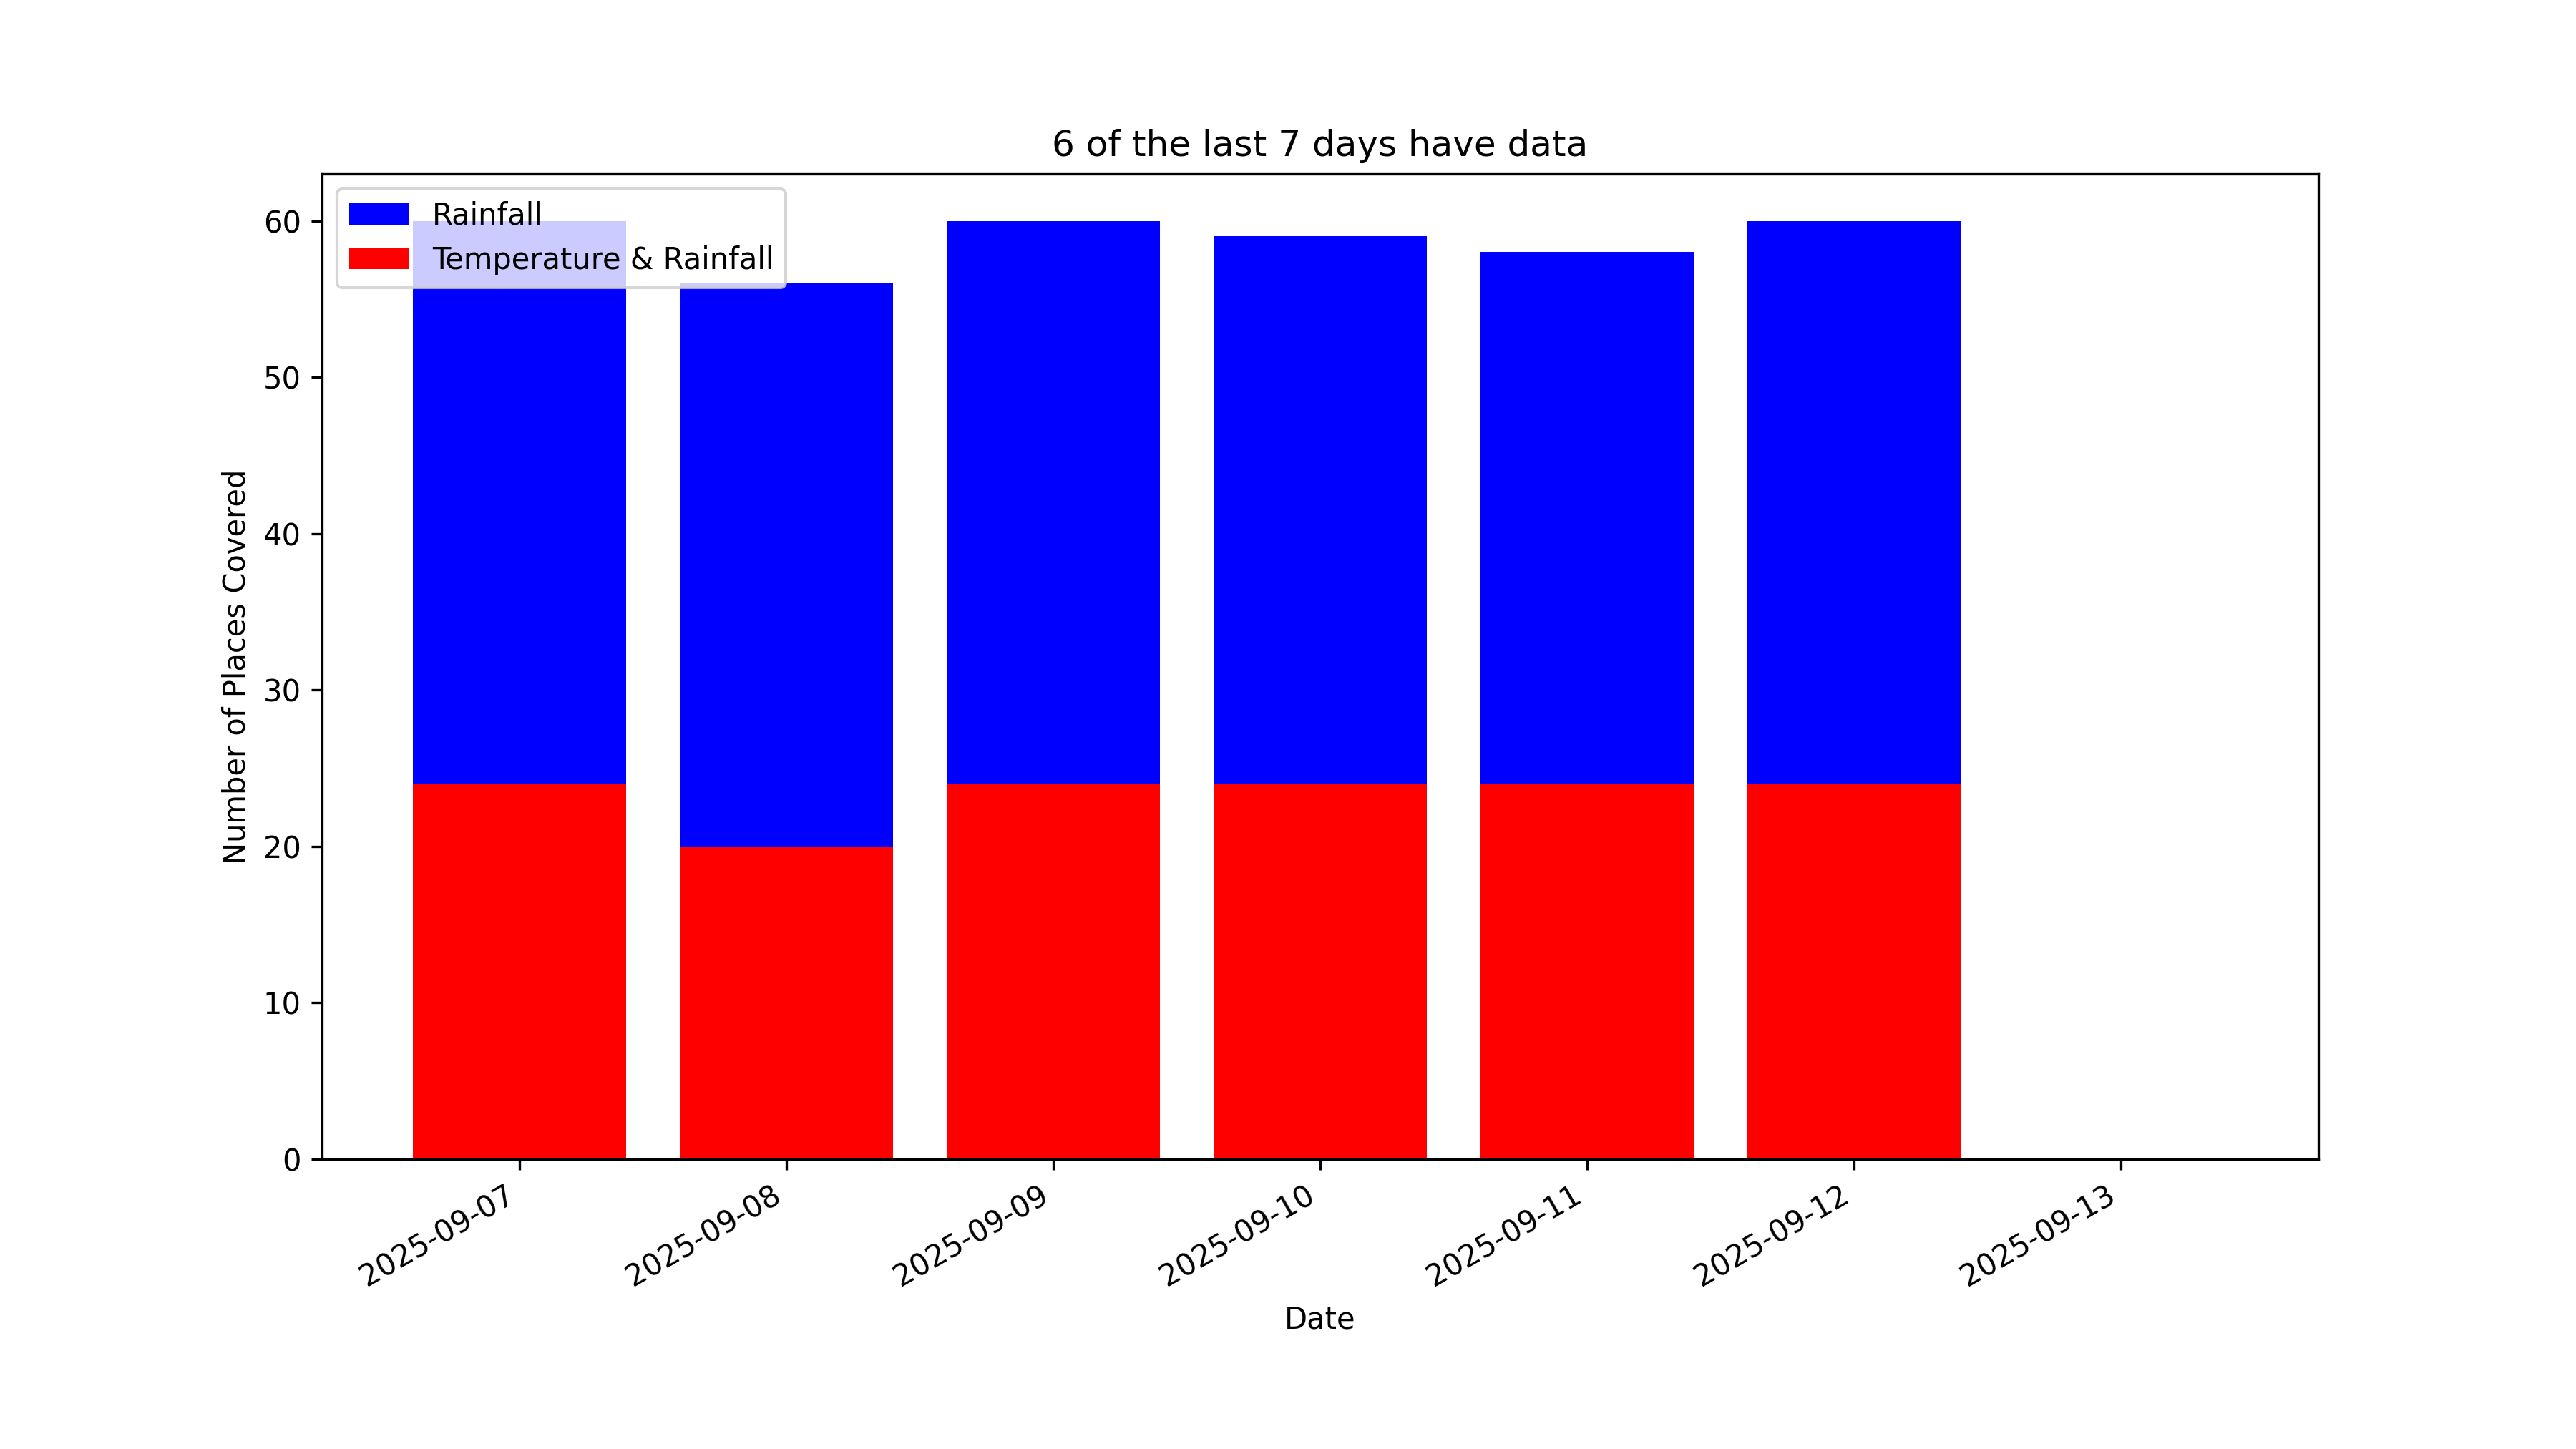 6 of the last 7 days have data
Rainfall
Temperature & Rainfall
60
50
40
30
20
10
0
Number of Places Covered
2025-09-07
2025-09-08
2025-09-09
2025-09-10
2025-09-11
2025-09-12
2025-09-13
Date